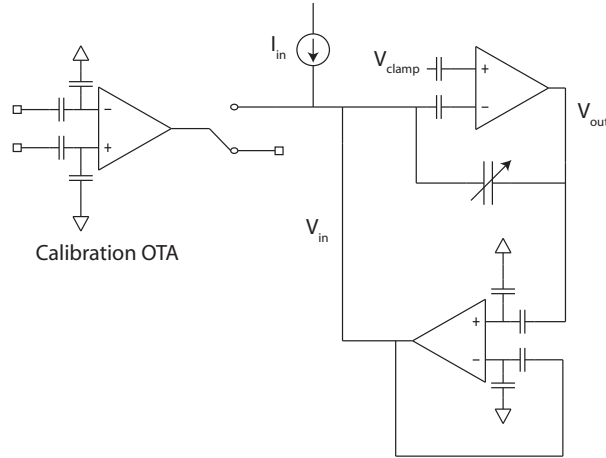 I_in
V_clamp
+
−
V_out
−
+
Calibration OTA
V_in
+
−